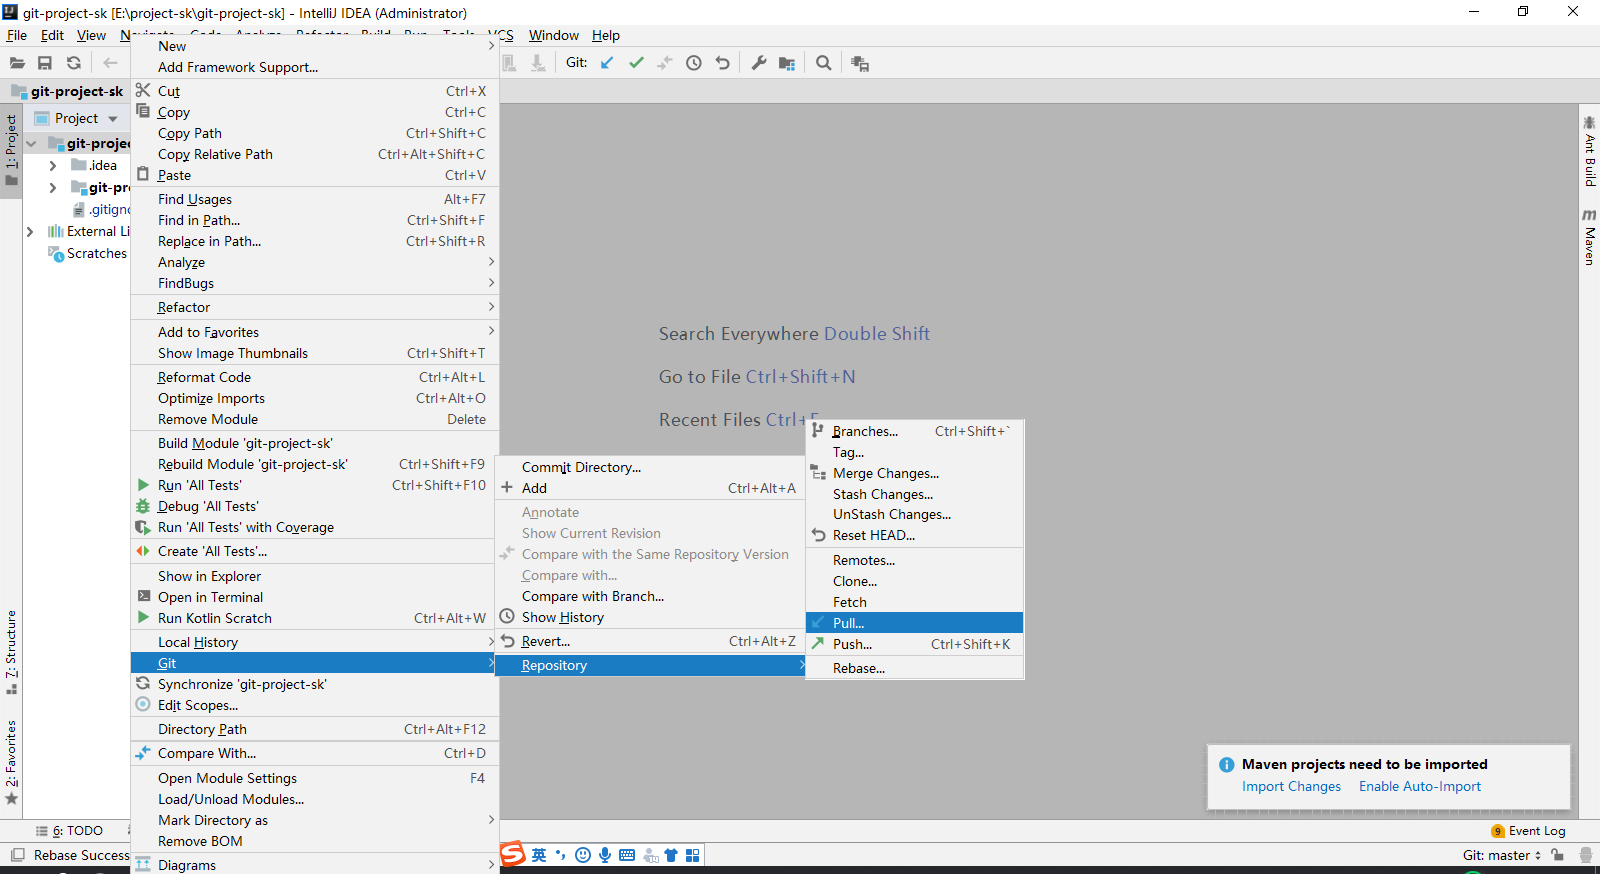 git-project-sk [E:\project-sk\git-project-sk] - IntelliJ IDEA (Administrator)
File Edit View Window Help
Git:
git-project-sk
Project
git-projec
.idea
git-pro
.gitigno
External Li
Scratches
1: Project
7: Structure
2: Favorites
New
Add Framework Support...
Cut Ctrl+X
Copy Ctrl+C
Copy Path Ctrl+Shift+C
Copy Relative Path Ctrl+Alt+Shift+C
Paste Ctrl+V
Find Usages Alt+F7
Find in Path... Ctrl+Shift+F
Replace in Path... Ctrl+Shift+R
Analyze
FindBugs
Refactor
Add to Favorites
Show Image Thumbnails Ctrl+Shift+T
Reformat Code Ctrl+Alt+L
Optimize Imports Ctrl+Alt+O
Remove Module Delete
Build Module 'git-project-sk'
Rebuild Module 'git-project-sk' Ctrl+Shift+F9
Run 'All Tests' Ctrl+Shift+F10
Debug 'All Tests'
Run 'All Tests' with Coverage
Create 'All Tests'...
Show in Explorer
Open in Terminal
Run Kotlin Scratch Ctrl+Alt+W
Local History
Git
Synchronize 'git-project-sk'
Edit Scopes...
Directory Path Ctrl+Alt+F12
Compare With... Ctrl+D
Open Module Settings F4
Load/Unload Modules...
Mark Directory as
Remove BOM
Diagrams
Commit Directory...
Add Ctrl+Alt+A
Annotate
Show Current Revision
Compare with the Same Repository Version
Compare with...
Compare with Branch...
Show History
Revert... Ctrl+Alt+Z
Repository
Branches... Ctrl+Shift+`
Tag...
Merge Changes...
Stash Changes...
UnStash Changes...
Reset HEAD...
Remotes...
Clone...
Fetch
Pull...
Push... Ctrl+Shift+K
Rebase...
Search Everywhere Double Shift
Go to File Ctrl+Shift+N
Recent Files Ctrl+
Ant Build
m Maven
Maven projects need to be imported
Import Changes Enable Auto-Import
6: TODO
9 Event Log
Rebase Success
S 英
Git: master